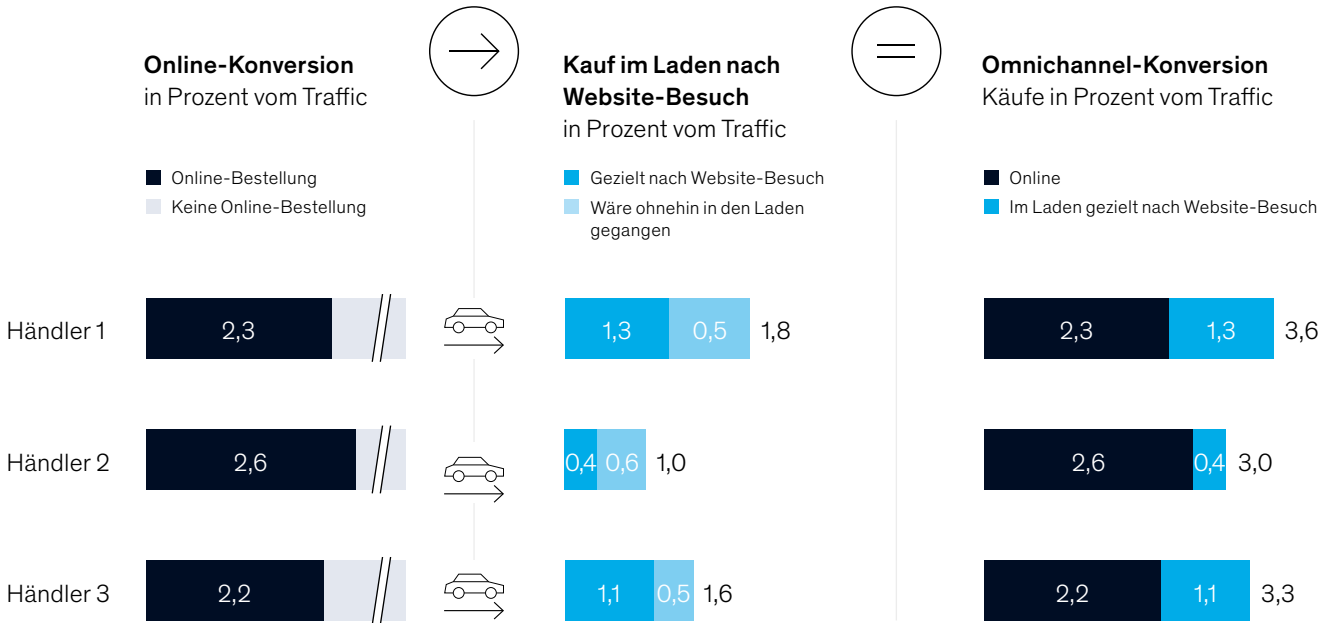 Online-Konversion
in Prozent vom Traffic
Kauf im Laden nach
Website-Besuch
in Prozent vom Traffic
Omnichannel-Konversion
Käufe in Prozent vom Traffic
Online-Bestellung
Keine Online-Bestellung
Gezielt nach Website-Besuch
Wäre ohnehin in den Laden
gegangen
Online
Im Laden gezielt nach Website-Besuch
Händler 1
2,3
1,3
0,5
1,8
2,3
1,3
3,6
Händler 2
2,6
0,4
0,6
1,0
2,6
0,4
3,0
Händler 3
2,2
1,1
0,5
1,6
2,2
1,1
3,3